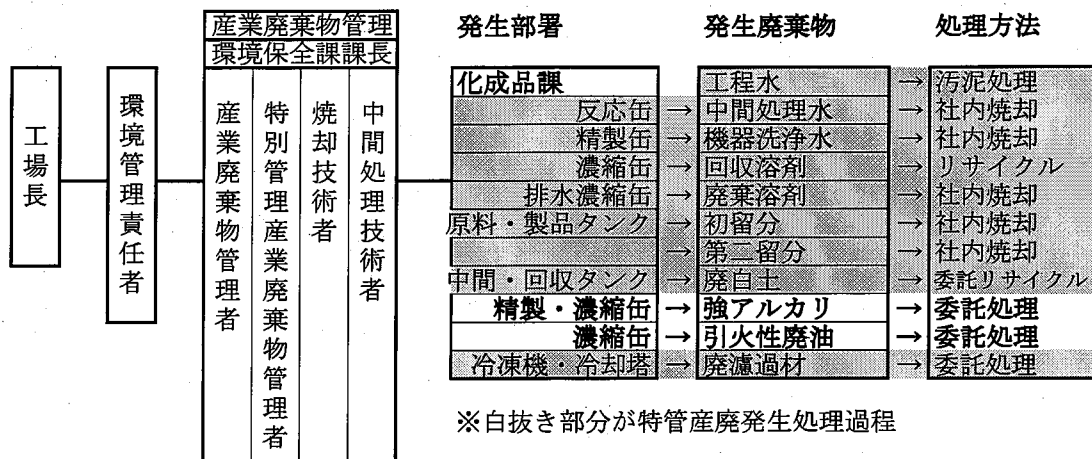 工場長
環境管理責任者
産業廃棄物管理
環境保全課課長
産業廃棄物管理者
特別管理産業廃棄物管理者
焼却技術者
中間処理技術者
発生部署 発生廃棄物 処理方法
化成品課 工程水 → 汚泥処理
反応缶 → 中間処理水 → 社内焼却
精製缶 → 機器洗浄水 → 社内焼却
濃縮缶 → 回収溶剤 → リサイクル
排水濃縮缶 → 廃棄溶剤 → 社内焼却
原料・製品タンク → 初留分 → 社内焼却
→ 第二留分 → 社内焼却
中間・回収タンク → 廃白土 → 委託リサイクル
精製・濃縮缶 → 強アルカリ → 委託処理
濃縮缶 → 引火性廃油 → 委託処理
冷凍機・冷却塔 → 廃濾過材 → 委託処理
※白抜き部分が特管産廃発生処理過程